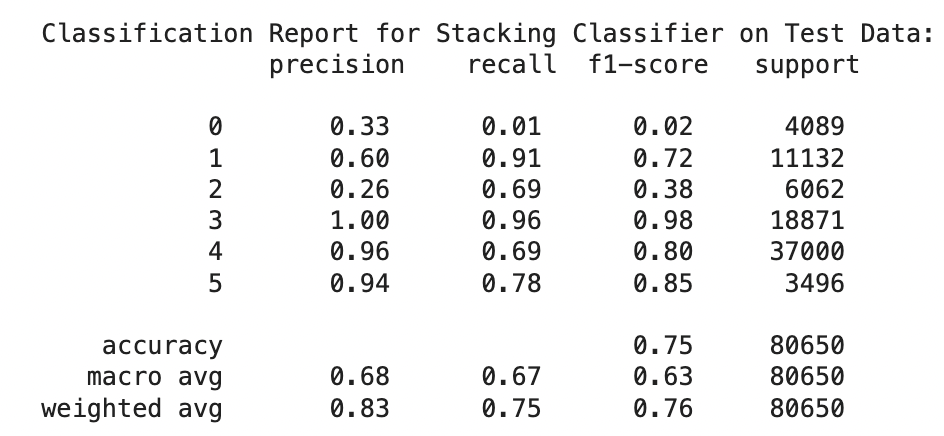 Classification Report for Stacking Classifier on Test Data:
precision recall f1-score support
0 0.33 0.01 0.02 4089
1 0.60 0.91 0.72 11132
2 0.26 0.69 0.38 6062
3 1.00 0.96 0.98 18871
4 0.96 0.69 0.80 37000
5 0.94 0.78 0.85 3496
accuracy 0.75 80650
macro avg 0.68 0.67 0.63 80650
weighted avg 0.83 0.75 0.76 80650